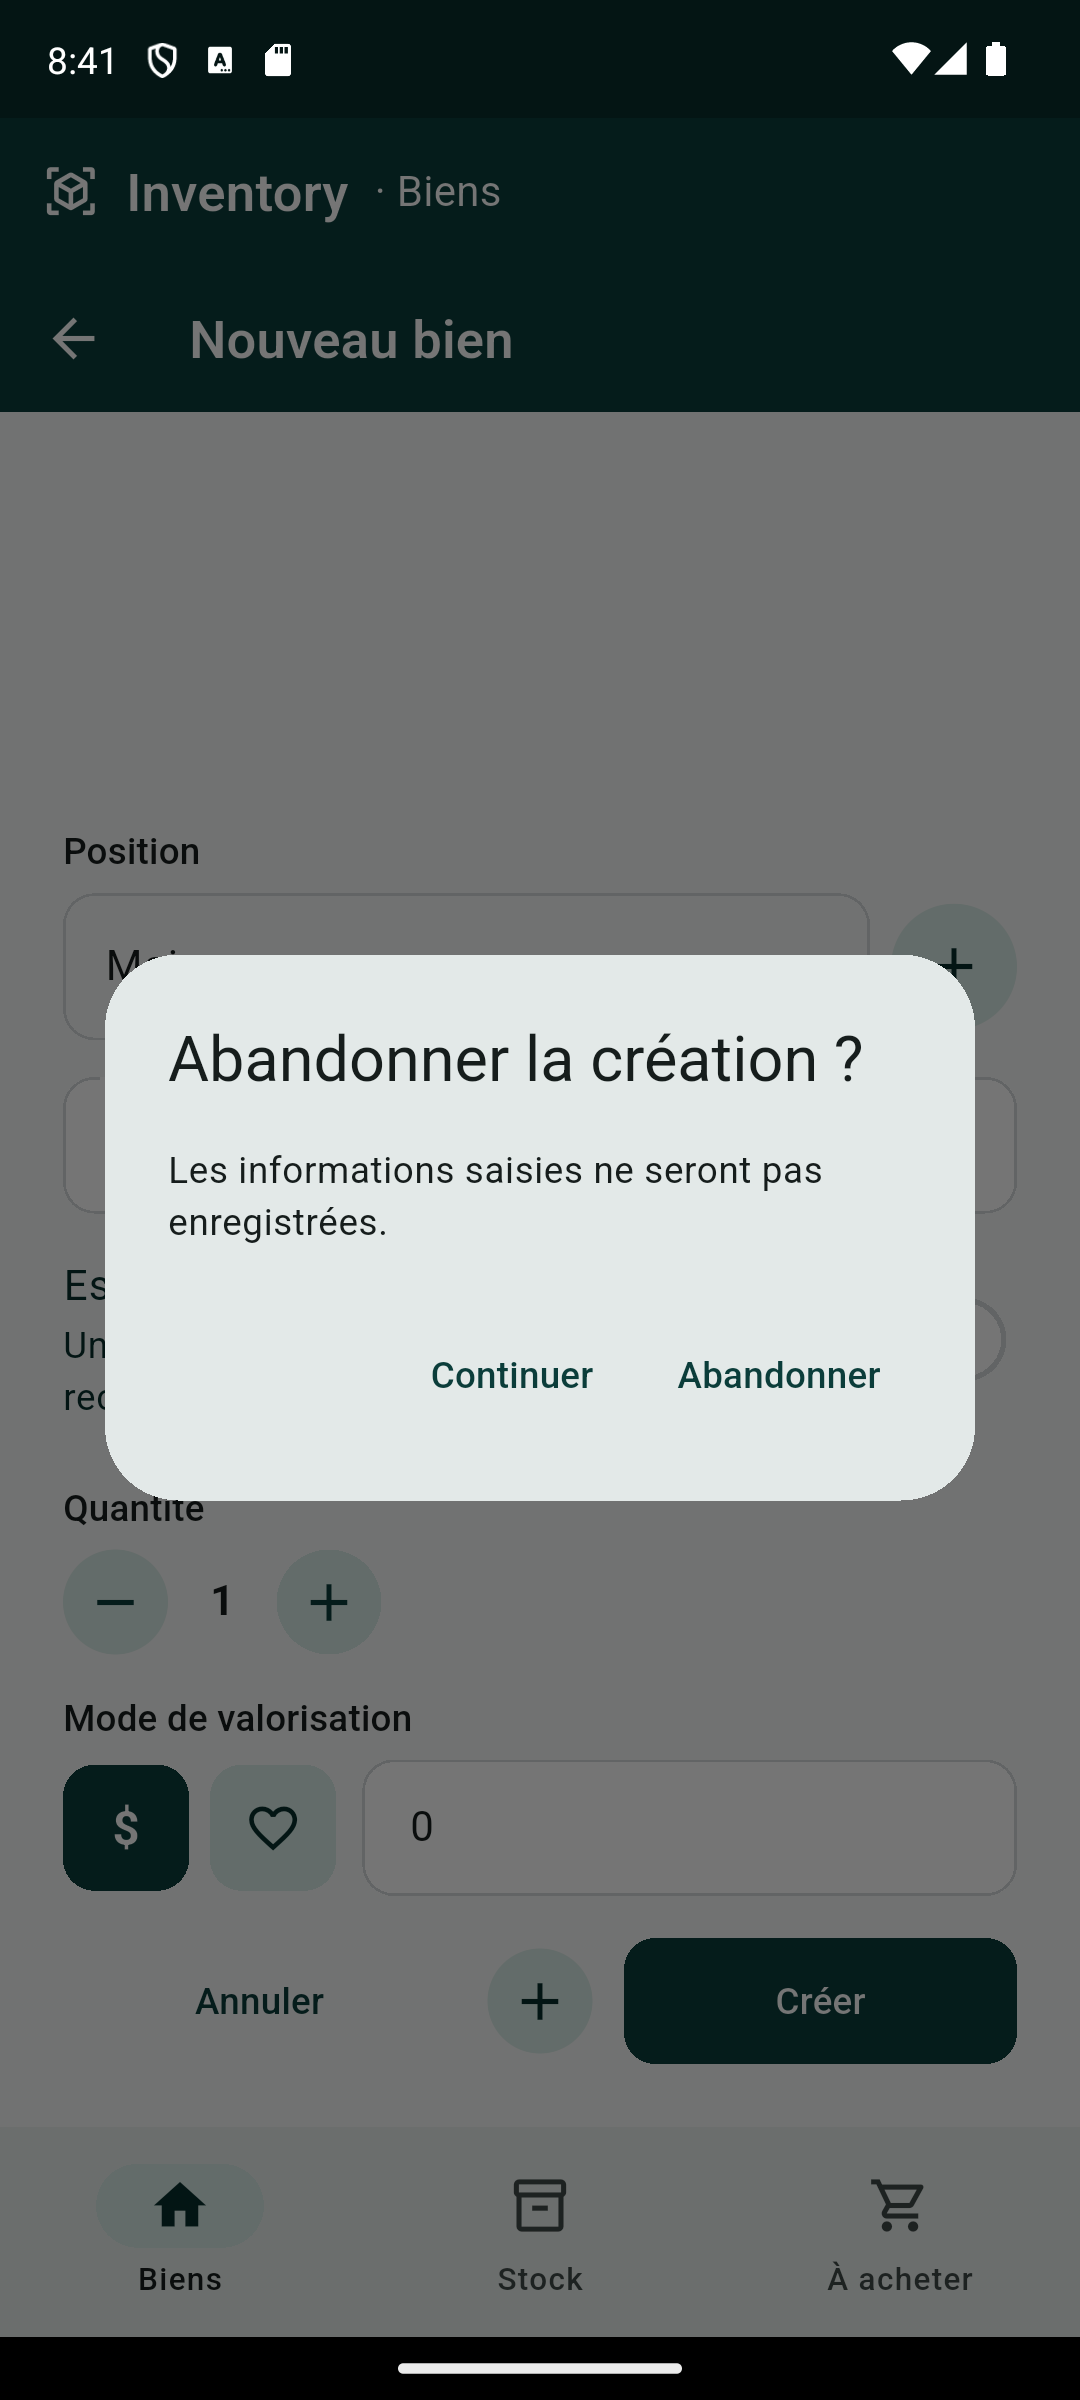 8:41
Inventory · Biens
Nouveau bien
Position
Abandonner la création ?
Les informations saisies ne seront pas
enregistrées.
Continuer Abandonner
Quantité
1
Mode de valorisation
$ 0
Annuler Créer
Biens Stock À acheter